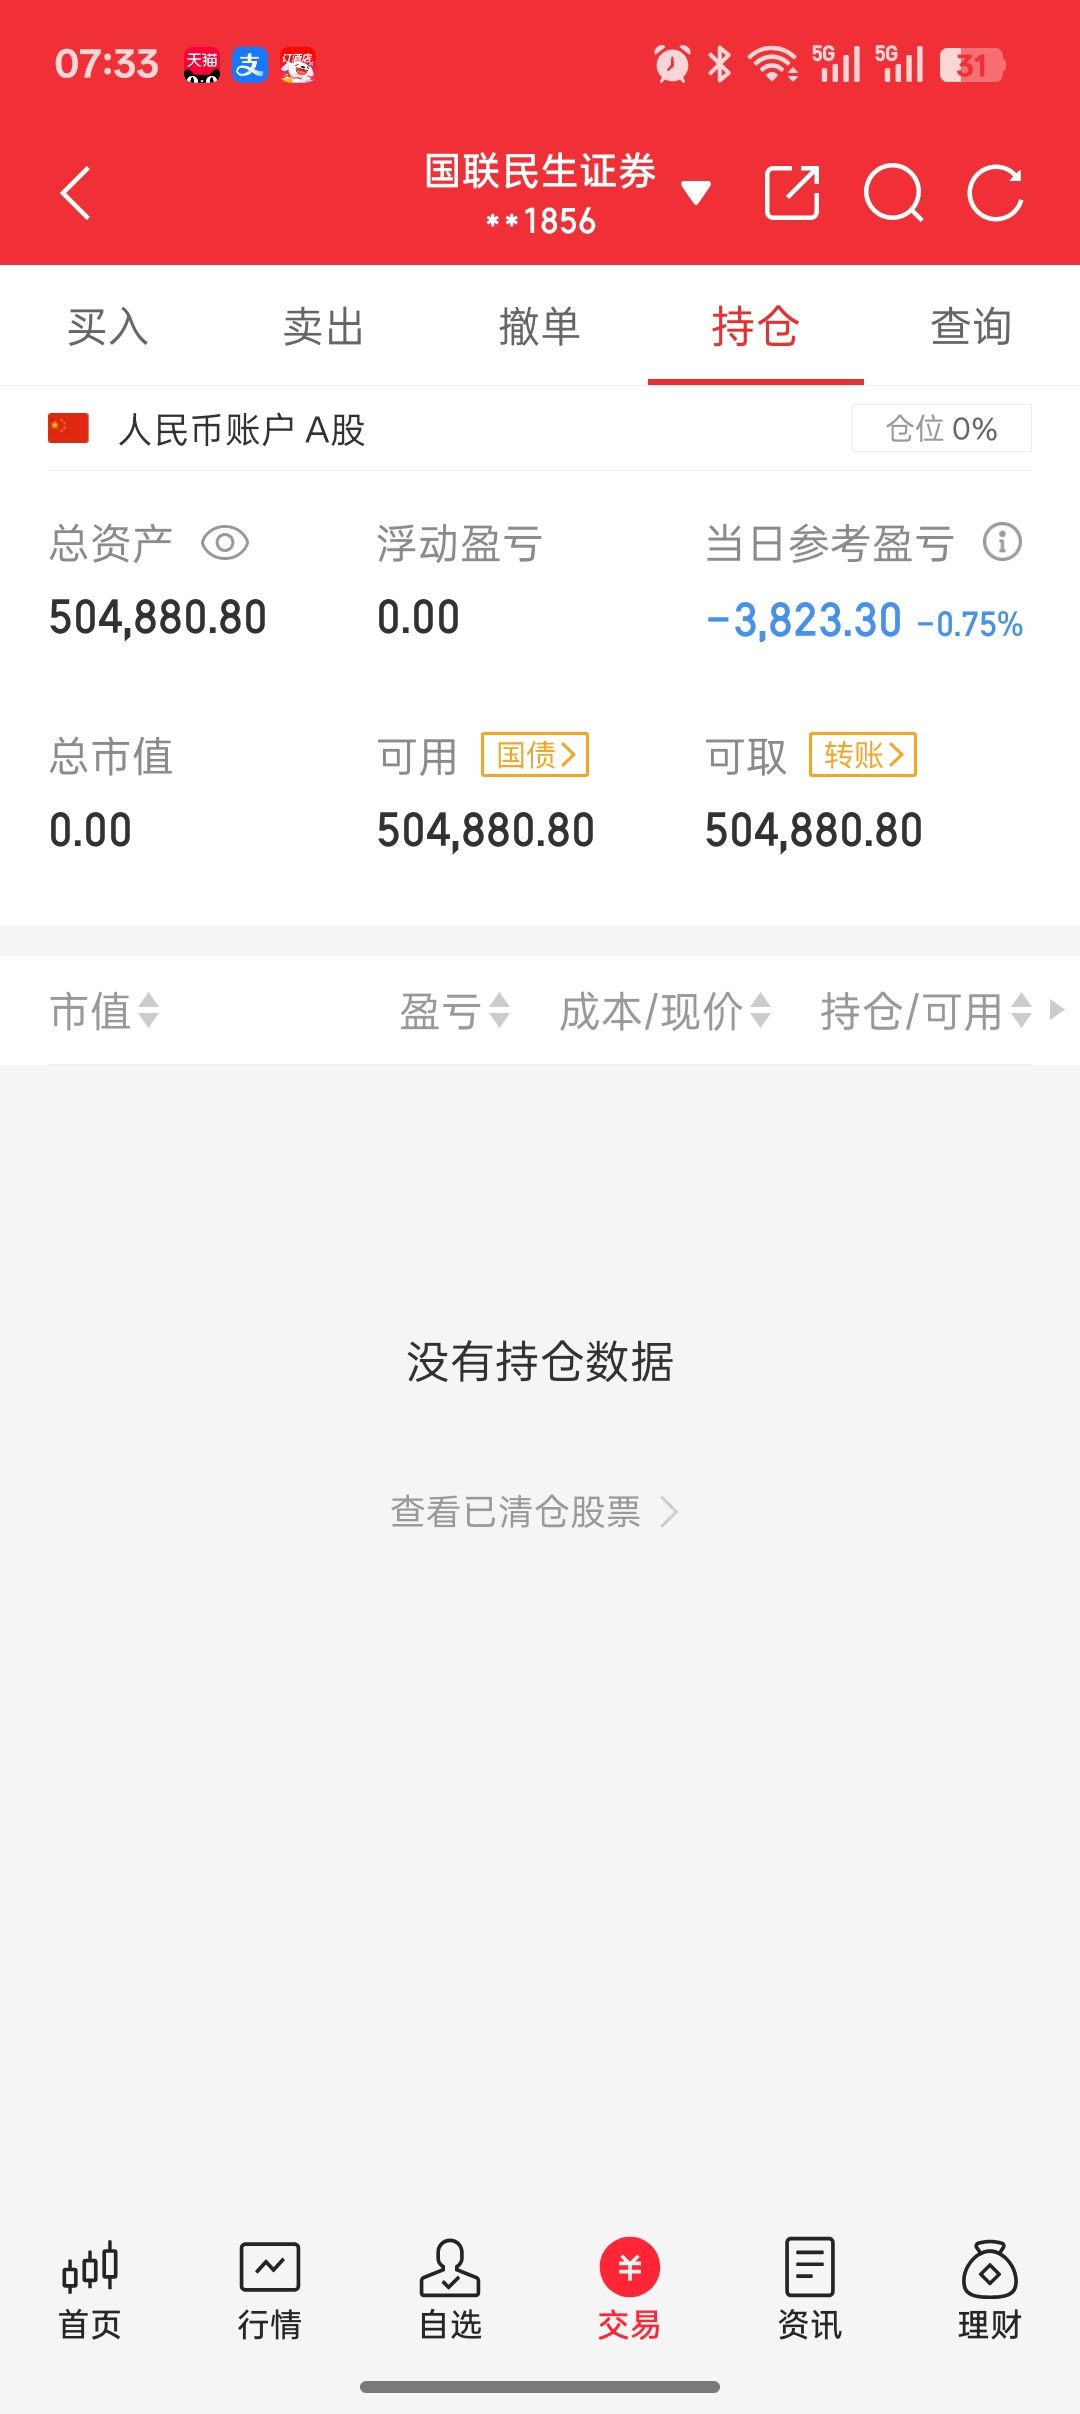 07:33 天猫 支 5G 5G 31
国联民生证券
**1856
买入 卖出 撤单 持仓 查询
人民币账户 A股 仓位 0%
总资产 浮动盈亏 当日参考盈亏
504,880.80 0.00 -3,823.30 -0.75%
总市值 可用 国债 可取 转账
0.00 504,880.80 504,880.80
市值 盈亏 成本/现价 持仓/可用
没有持仓数据
查看已清仓股票
首页 行情 自选 交易 资讯 理财